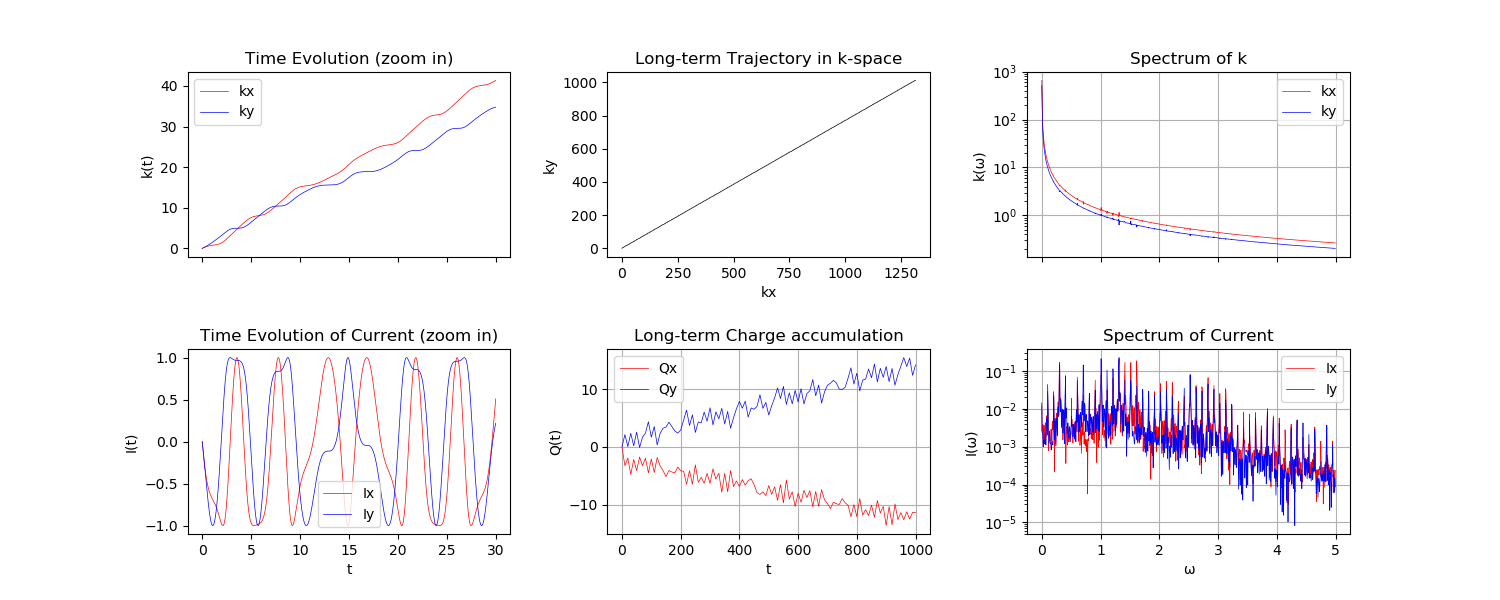 Time Evolution (zoom in)
k(t)
40
30
20
10
0
kx
ky
Long-term Trajectory in k-space
ky
1000
800
600
400
200
0
0 250 500 750 1000 1250
kx
Spectrum of k
k(ω)
10³
10²
10¹
10⁰
kx
ky
Time Evolution of Current (zoom in)
I(t)
1.0
0.5
0.0
−0.5
−1.0
Ix
Iy
0 5 10 15 20 25 30
t
Long-term Charge accumulation
Q(t)
10
0
−10
Qx
Qy
0 200 400 600 800 1000
t
Spectrum of Current
I(ω)
10⁻¹
10⁻²
10⁻³
10⁻⁴
10⁻⁵
Ix
Iy
0 1 2 3 4 5
ω